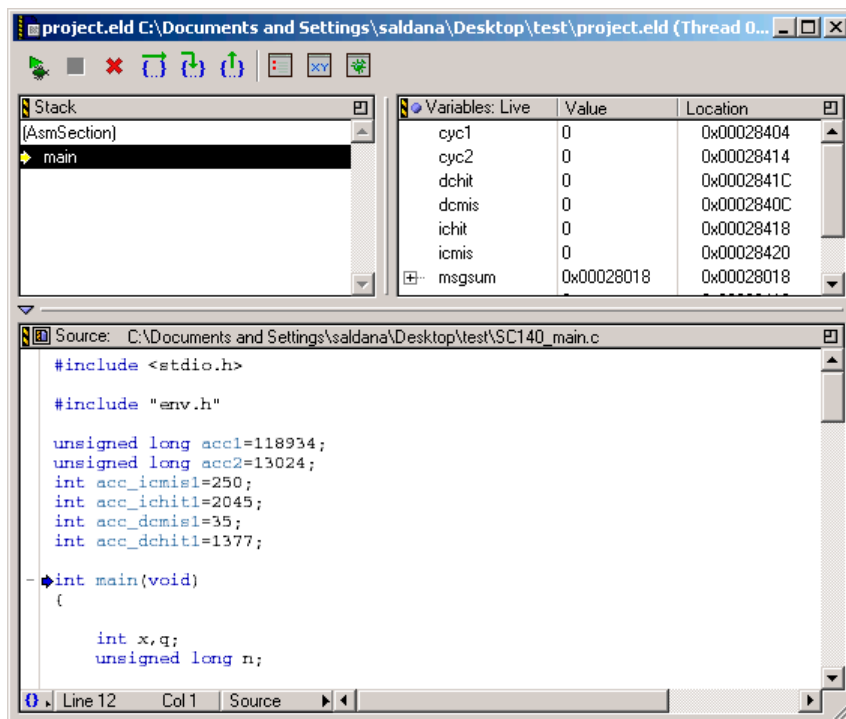 project.eld C:\Documents and Settings\saldana\Desktop\test\project.eld (Thread 0...
Stack
(AsmSection)
main
Variables: Live Value Location
cyc1 0 0x00028404
cyc2 0 0x00028414
dchit 0 0x0002841C
dcmis 0 0x0002840C
ichit 0 0x00028418
icmis 0 0x00028420
msgsum 0x00028018 0x00028018
Source: C:\Documents and Settings\saldana\Desktop\test\SC140_main.c
#include <stdio.h>
#include "env.h"
unsigned long acc1=118934;
unsigned long acc2=13024;
int acc_icmis1=250;
int acc_ichit1=2045;
int acc_dcmis1=35;
int acc_dchit1=1377;
int main(void)
{
int x,q;
unsigned long n;
Line 12 Col 1 Source